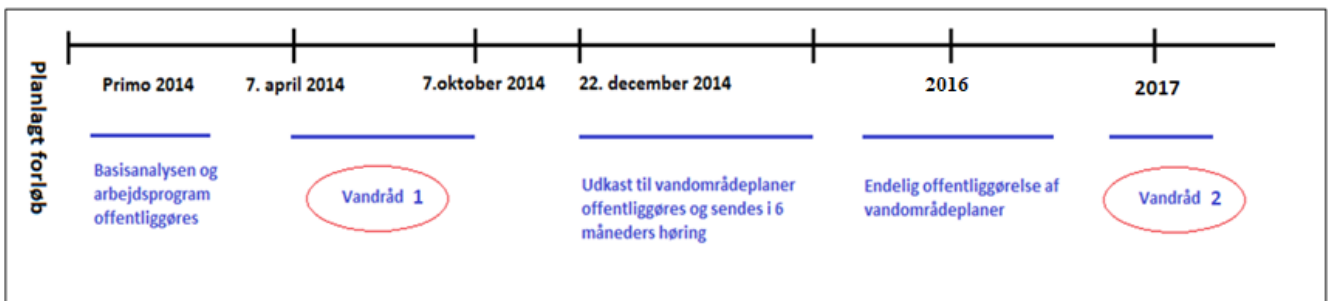 Planlagt forløb
Primo 2014
7. april 2014
7.oktober 2014
22. december 2014
2016
2017
Basisanalysen og
arbejdsprogram
offentliggøres
Vandråd 1
Udkast til vandområdeplaner
offentliggøres og sendes i 6
måneders høring
Endelig offentliggørelse af
vandområdeplaner
Vandråd 2